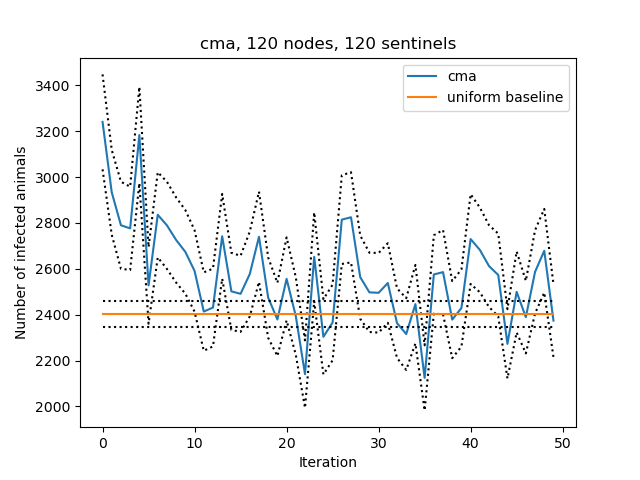 cma, 120 nodes, 120 sentinels
cma
uniform baseline
Number of infected animals
3400
3200
3000
2800
2600
2400
2200
2000
0 10 20 30 40 50
Iteration